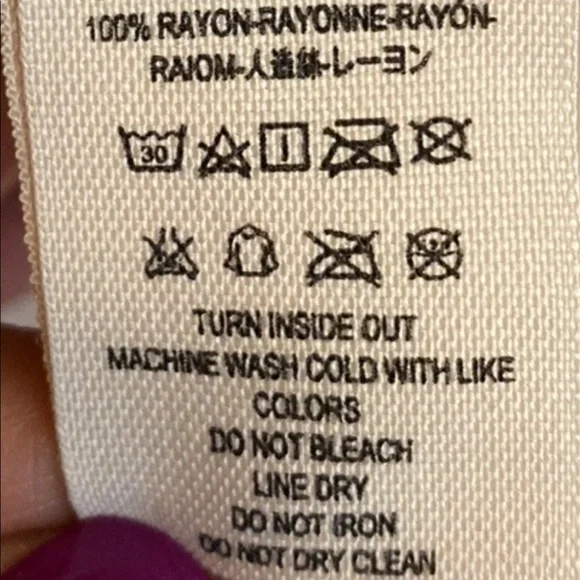 100% RAYON-RAYONNE-RAYÓN-
RAIOM-人造絲-レーヨン
30
TURN INSIDE OUT
MACHINE WASH COLD WITH LIKE
COLORS
DO NOT BLEACH
LINE DRY
DO NOT IRON
DO NOT DRY CLEAN